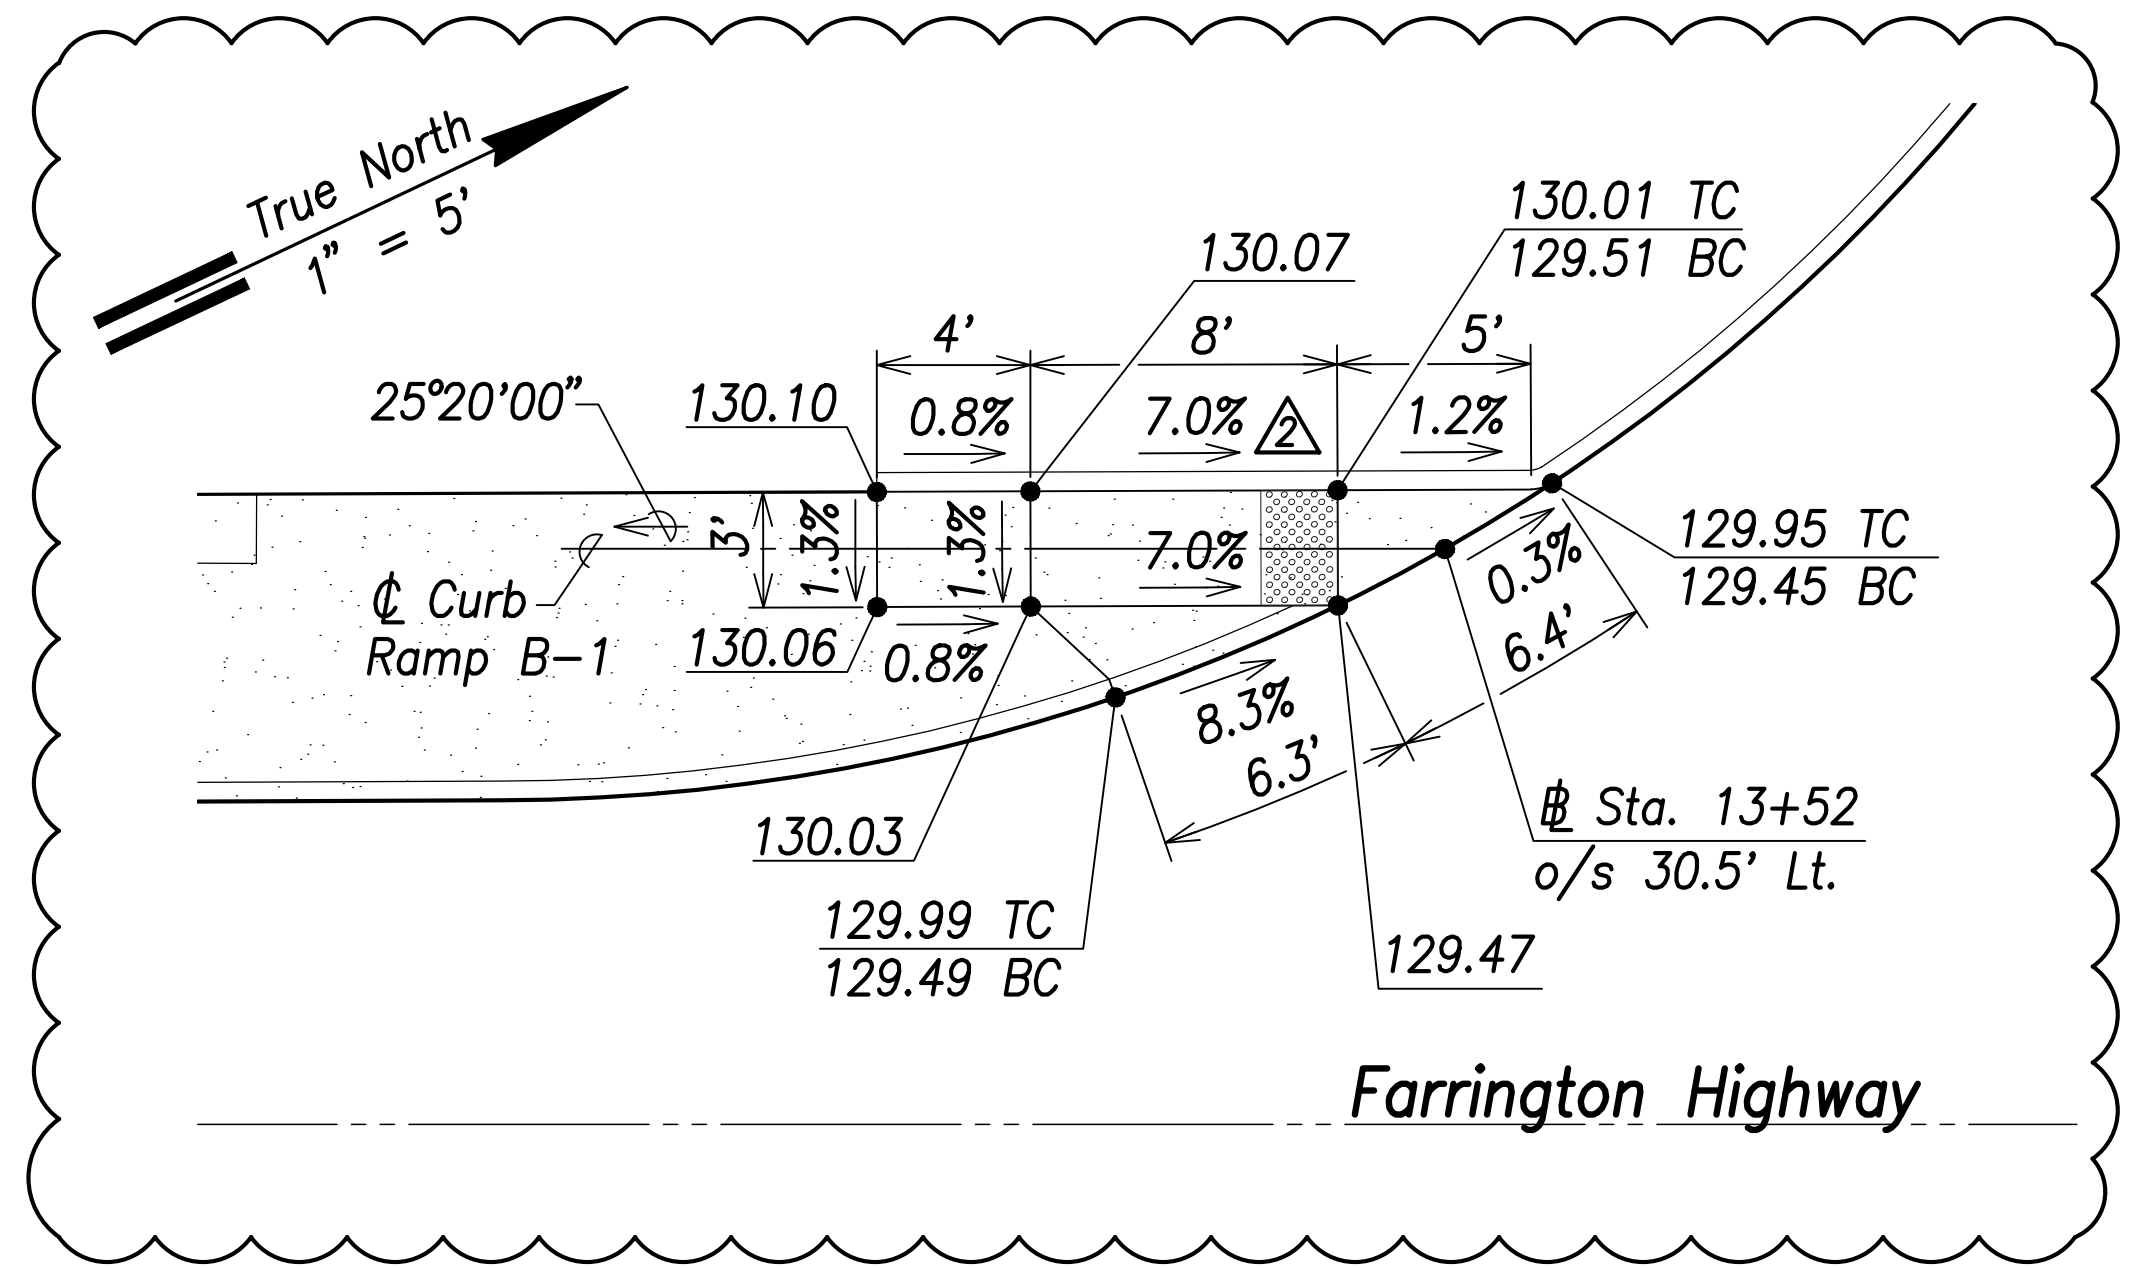 True North
1" = 5'
130.01 TC
129.51 BC
130.07
4'
8'
5'
25°20'00"
130.10
0.8%
7.0%
2
1.2%
3'
1.3%
1.3%
7.0%
129.95 TC
129.45 BC
0.3%
6.4'
℄ Curb
Ramp B-1
130.06
0.8%
8.3%
6.3'
130.03
B̵L Sta. 13+52
o/s 30.5' Lt.
129.99 TC
129.49 BC
129.47
Farrington Highway